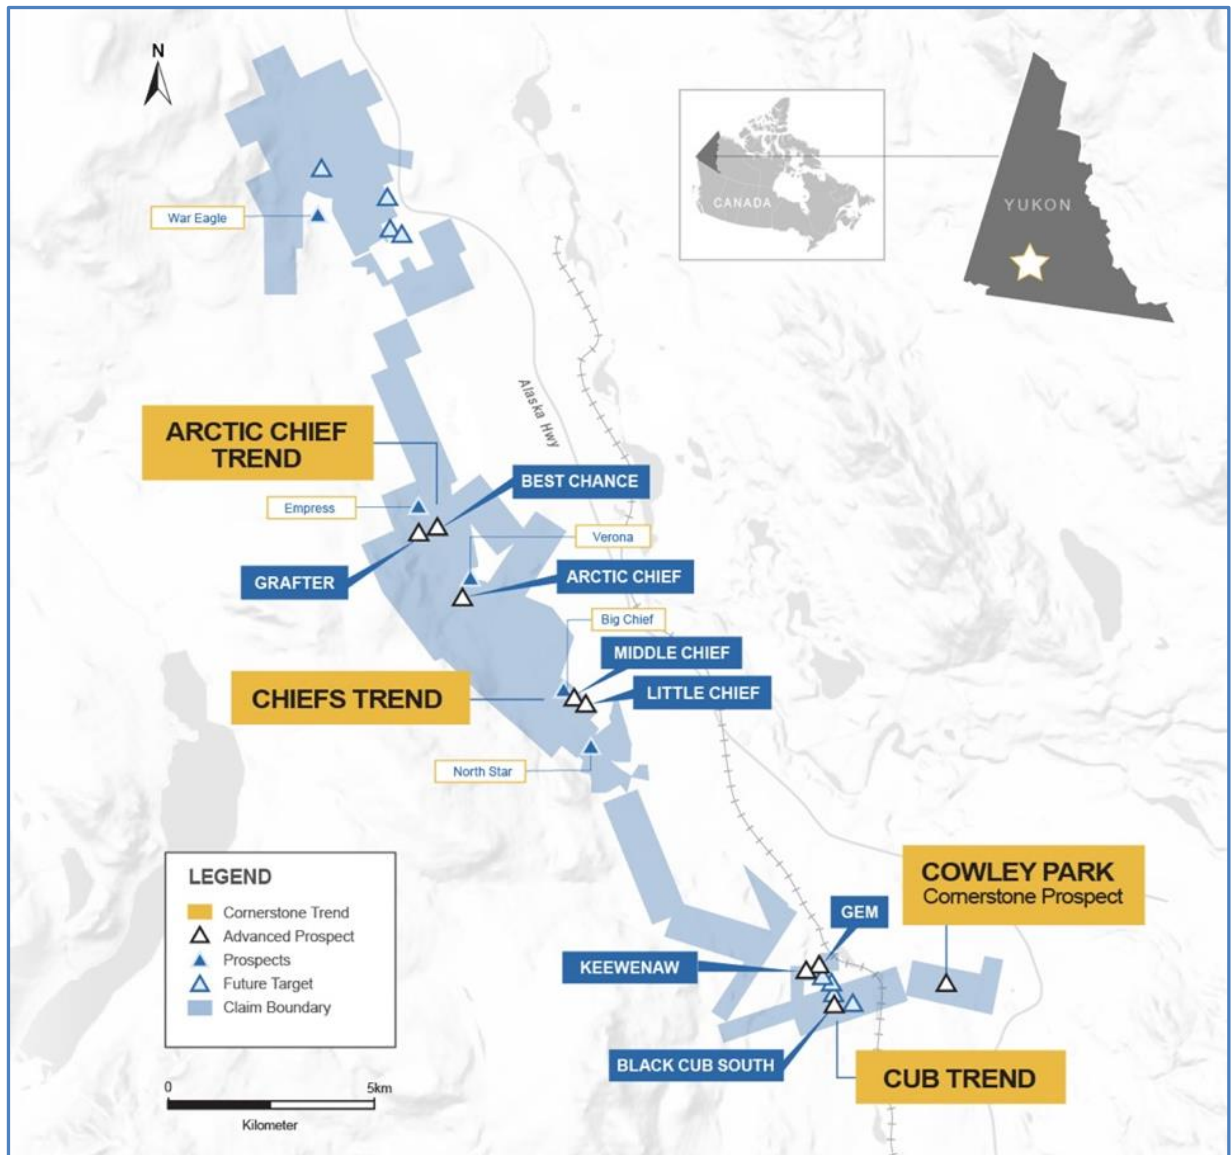 N
War Eagle
CANADA
YUKON
Alaska Hwy
ARCTIC CHIEF
TREND
BEST CHANCE
Empress
Verona
GRAFTER
ARCTIC CHIEF
Big Chief
MIDDLE CHIEF
CHIEFS TREND
LITTLE CHIEF
North Star
LEGEND
Cornerstone Trend
Advanced Prospect
Prospects
Future Target
Claim Boundary
COWLEY PARK
Cornerstone Prospect
GEM
KEEWENAW
BLACK CUB SOUTH
CUB TREND
0 5km
Kilometer